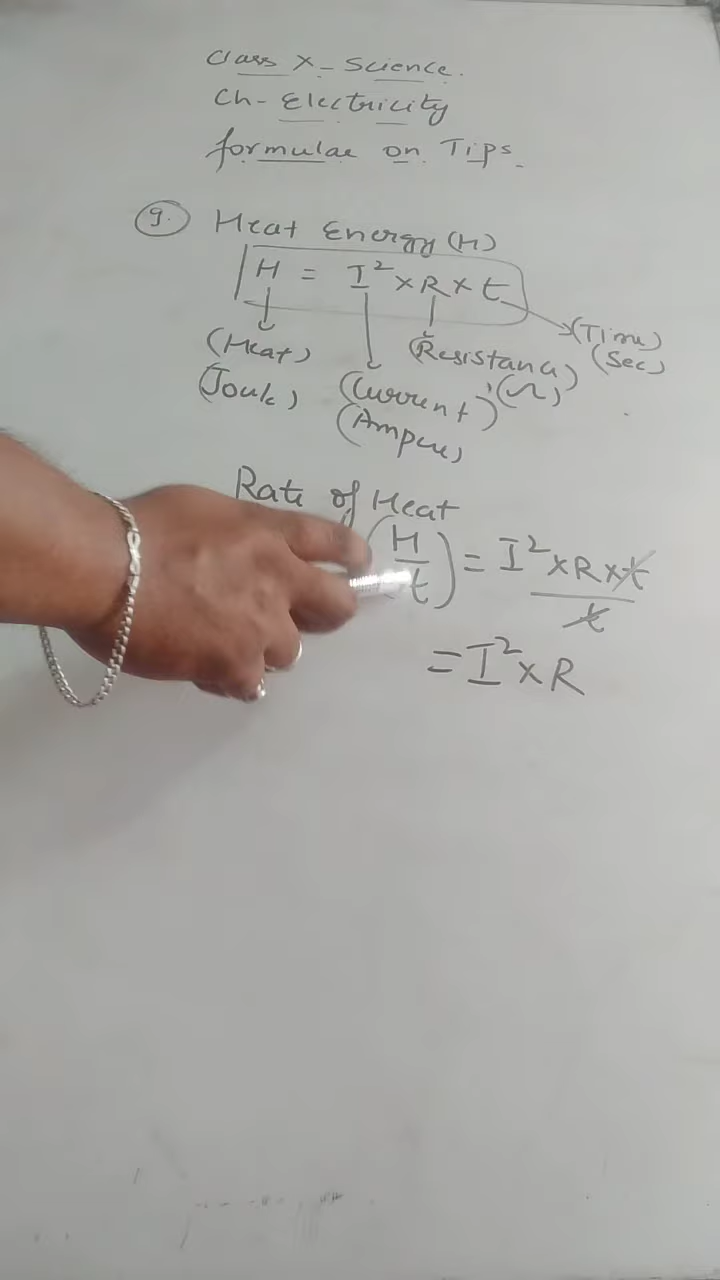 Class X - Science.
Ch- Electricity
formulae on Tips.
9. Heat Energy (H)
H = I² × R × t
(Heat) (Resistance) (Time)
(Joule) (Current) (Ω) (Sec)
(Ampere)
Rate of Heat
(H/t) = I² × R × t / t
= I² × R